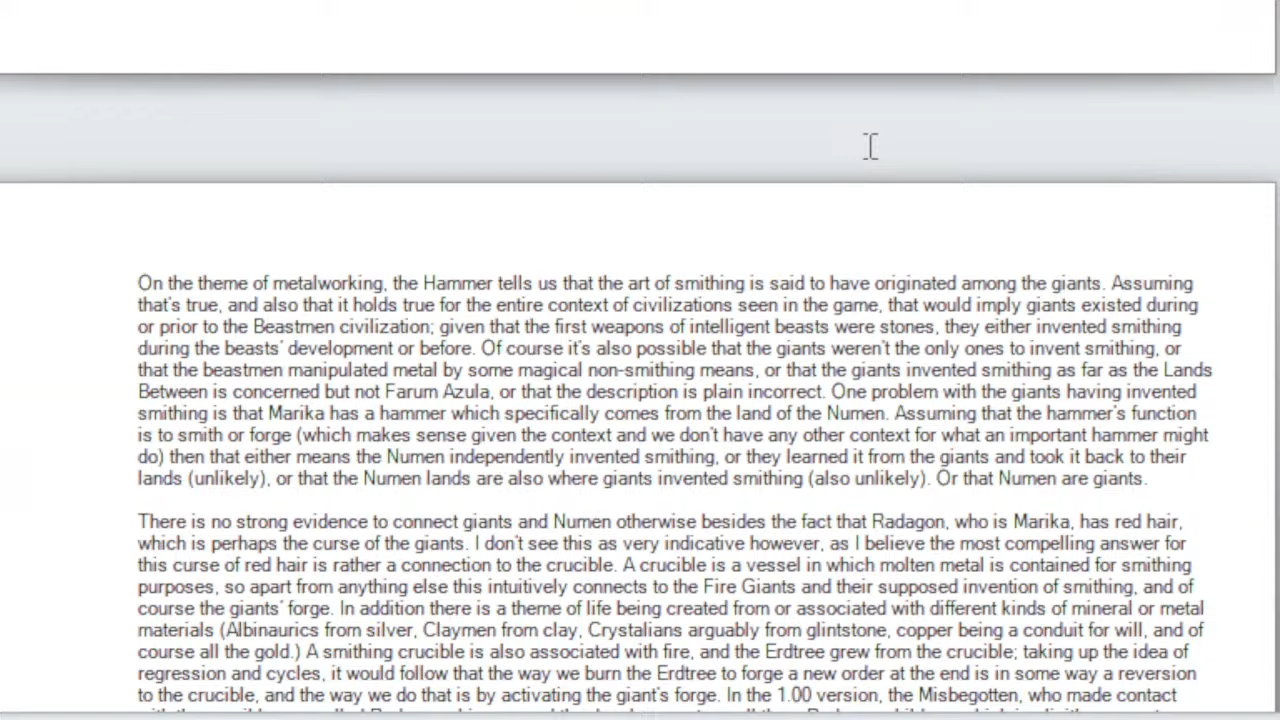 On the theme of metalworking, the Hammer tells us that the art of smithing is said to have originated among the giants. Assuming
that's true, and also that it holds true for the entire context of civilizations seen in the game, that would imply giants existed during
or prior to the Beastmen civilization; given that the first weapons of intelligent beasts were stones, they either invented smithing
during the beasts' development or before. Of course it's also possible that the giants weren't the only ones to invent smithing, or
that the beastmen manipulated metal by some magical non-smithing means, or that the giants invented smithing as far as the Lands
Between is concerned but not Farum Azula, or that the description is plain incorrect. One problem with the giants having invented
smithing is that Marika has a hammer which specifically comes from the land of the Numen. Assuming that the hammer's function
is to smith or forge (which makes sense given the context and we don't have any other context for what an important hammer might
do) then that either means the Numen independently invented smithing, or they learned it from the giants and took it back to their
lands (unlikely), or that the Numen lands are also where giants invented smithing (also unlikely). Or that Numen are giants.
There is no strong evidence to connect giants and Numen otherwise besides the fact that Radagon, who is Marika, has red hair,
which is perhaps the curse of the giants. I don't see this as very indicative however, as I believe the most compelling answer for
this curse of red hair is rather a connection to the crucible. A crucible is a vessel in which molten metal is contained for smithing
purposes, so apart from anything else this intuitively connects to the Fire Giants and their supposed invention of smithing, and of
course the giants' forge. In addition there is a theme of life being created from or associated with different kinds of mineral or metal
materials (Albinaurics from silver, Claymen from clay, Crystalians arguably from glintstone, copper being a conduit for will, and of
course all the gold.) A smithing crucible is also associated with fire, and the Erdtree grew from the crucible; taking up the idea of
regression and cycles, it would follow that the way we burn the Erdtree to forge a new order at the end is in some way a reversion
to the crucible, and the way we do that is by activating the giant's forge. In the 1.00 version, the Misbegotten, who made contact